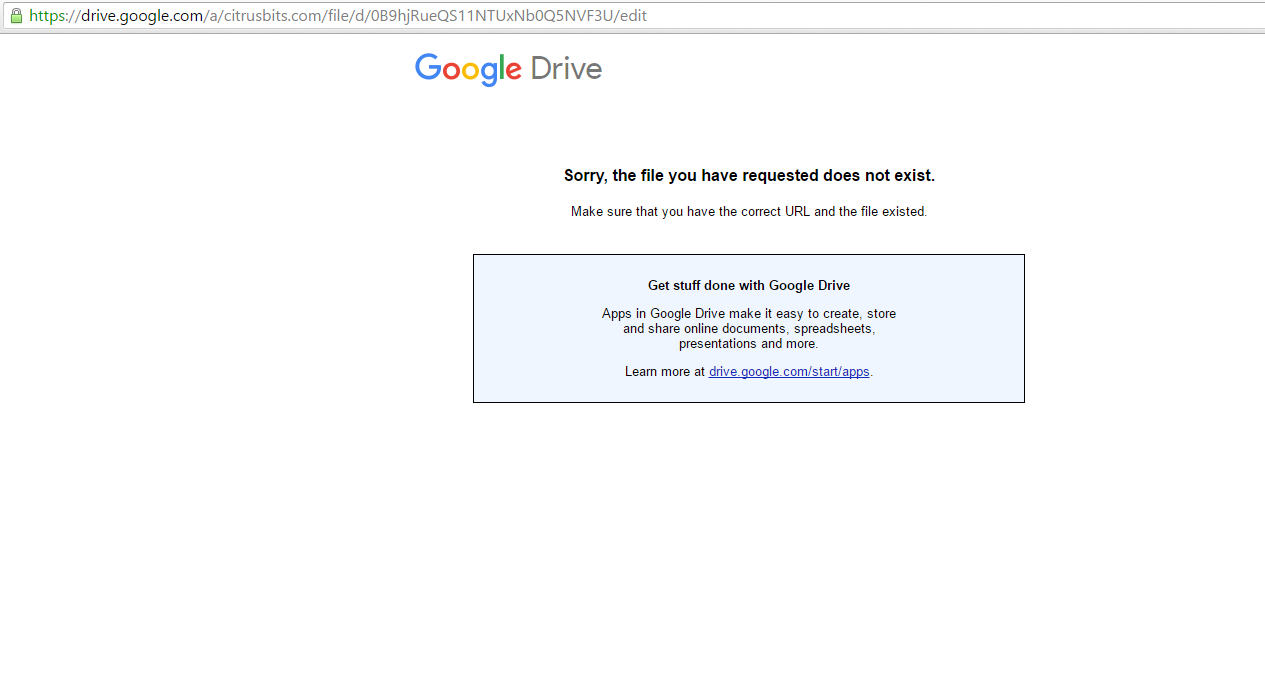 https://drive.google.com/a/citrusbits.com/file/d/0B9hjRueQS11NTUxNb0Q5NVF3U/edit
Google Drive
Sorry, the file you have requested does not exist.
Make sure that you have the correct URL and the file existed.
Get stuff done with Google Drive
Apps in Google Drive make it easy to create, store
and share online documents, spreadsheets,
presentations and more.
Learn more at drive.google.com/start/apps.